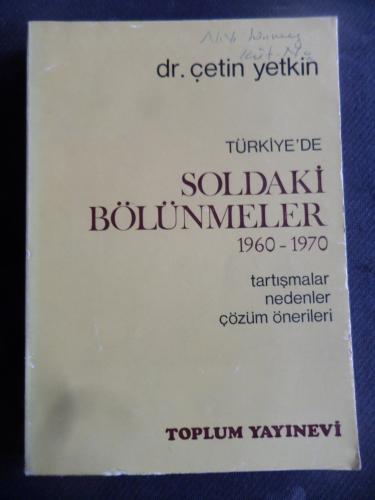 dr. çetin yetkin
TÜRKİYE'DE
SOLDAKİ
BÖLÜNMELER
1960-1970
tartışmalar
nedenler
çözüm önerileri
TOPLUM YAYINEVİ